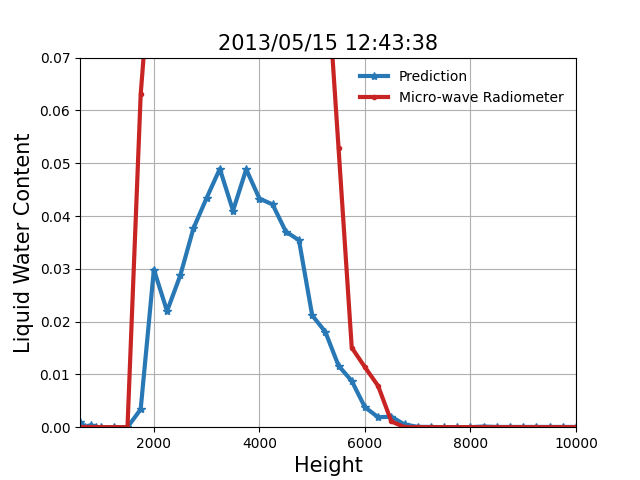 2013/05/15 12:43:38
0.07
0.06
0.05
0.04
0.03
0.02
0.01
0.00
Liquid Water Content
Prediction
Micro-wave Radiometer
2000 4000 6000 8000 10000
Height